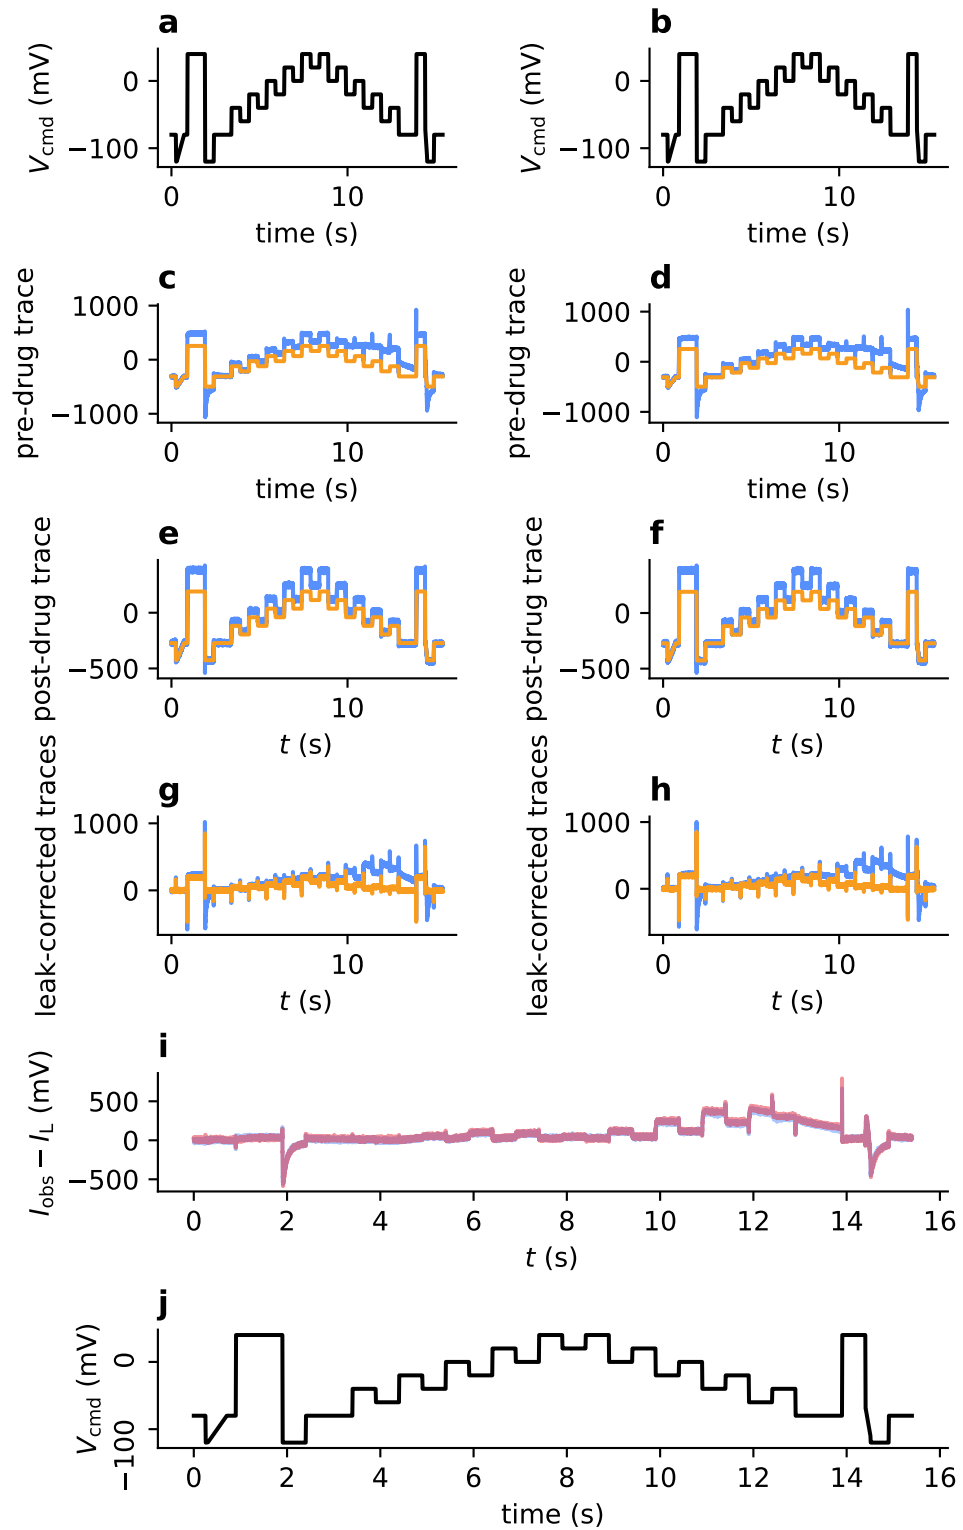 a
V_cmd (mV)
0
−100
0
10
time (s)
b
V_cmd (mV)
0
−100
0
10
time (s)
c
pre-drug trace
1000
0
−1000
0
10
time (s)
d
pre-drug trace
1000
0
−1000
0
10
time (s)
e
post-drug trace
0
−500
0
10
t (s)
f
post-drug trace
0
−500
0
10
t (s)
g
leak-corrected traces
1000
0
0
10
t (s)
h
leak-corrected traces
1000
0
0
10
t (s)
i
I_obs − I_L (mV)
500
0
−500
0 2 4 6 8 10 12 14 16
t (s)
j
V_cmd (mV)
0
−100
0 2 4 6 8 10 12 14 16
time (s)